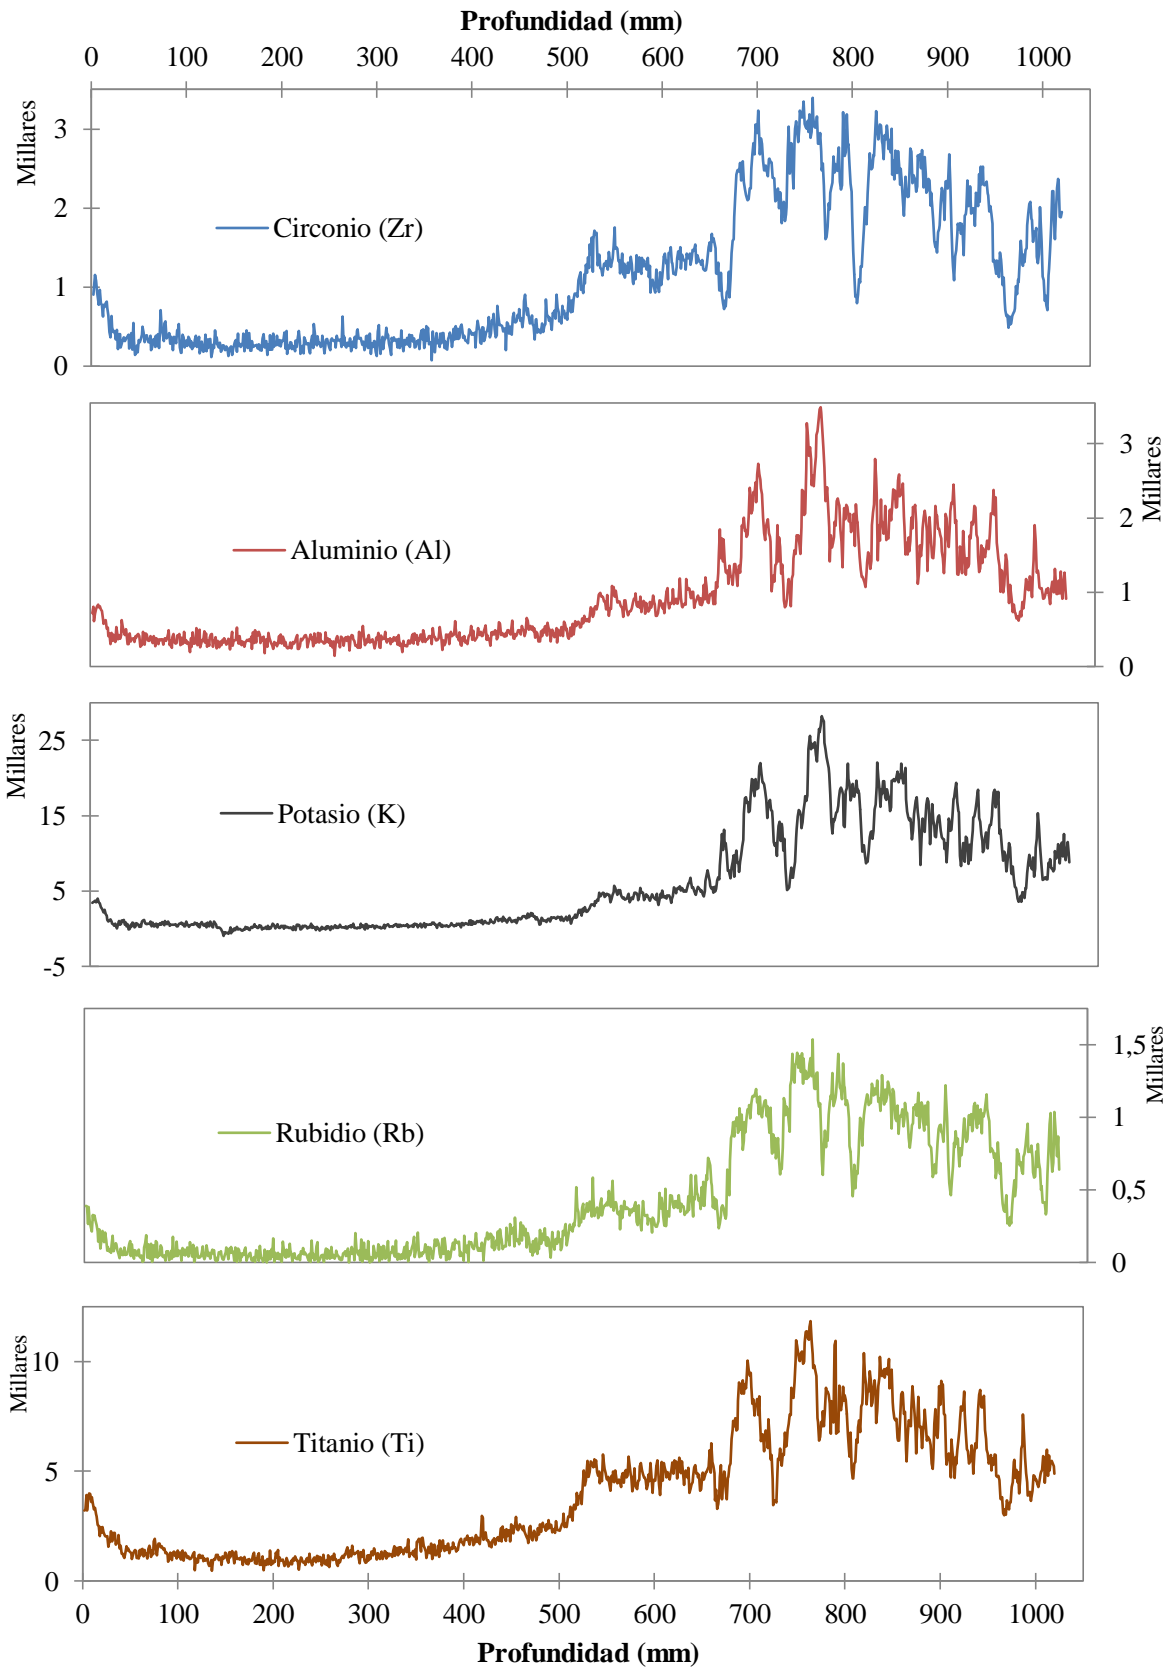 Profundidad (mm)
0 100 200 300 400 500 600 700 800 900 1000
Millares
3
2
1
0
Circonio (Zr)
Millares
3
2
1
0
Aluminio (Al)
Millares
25
15
5
-5
Potasio (K)
Millares
1,5
1
0,5
0
Rubidio (Rb)
Millares
10
5
0
Titanio (Ti)
0 100 200 300 400 500 600 700 800 900 1000
Profundidad (mm)